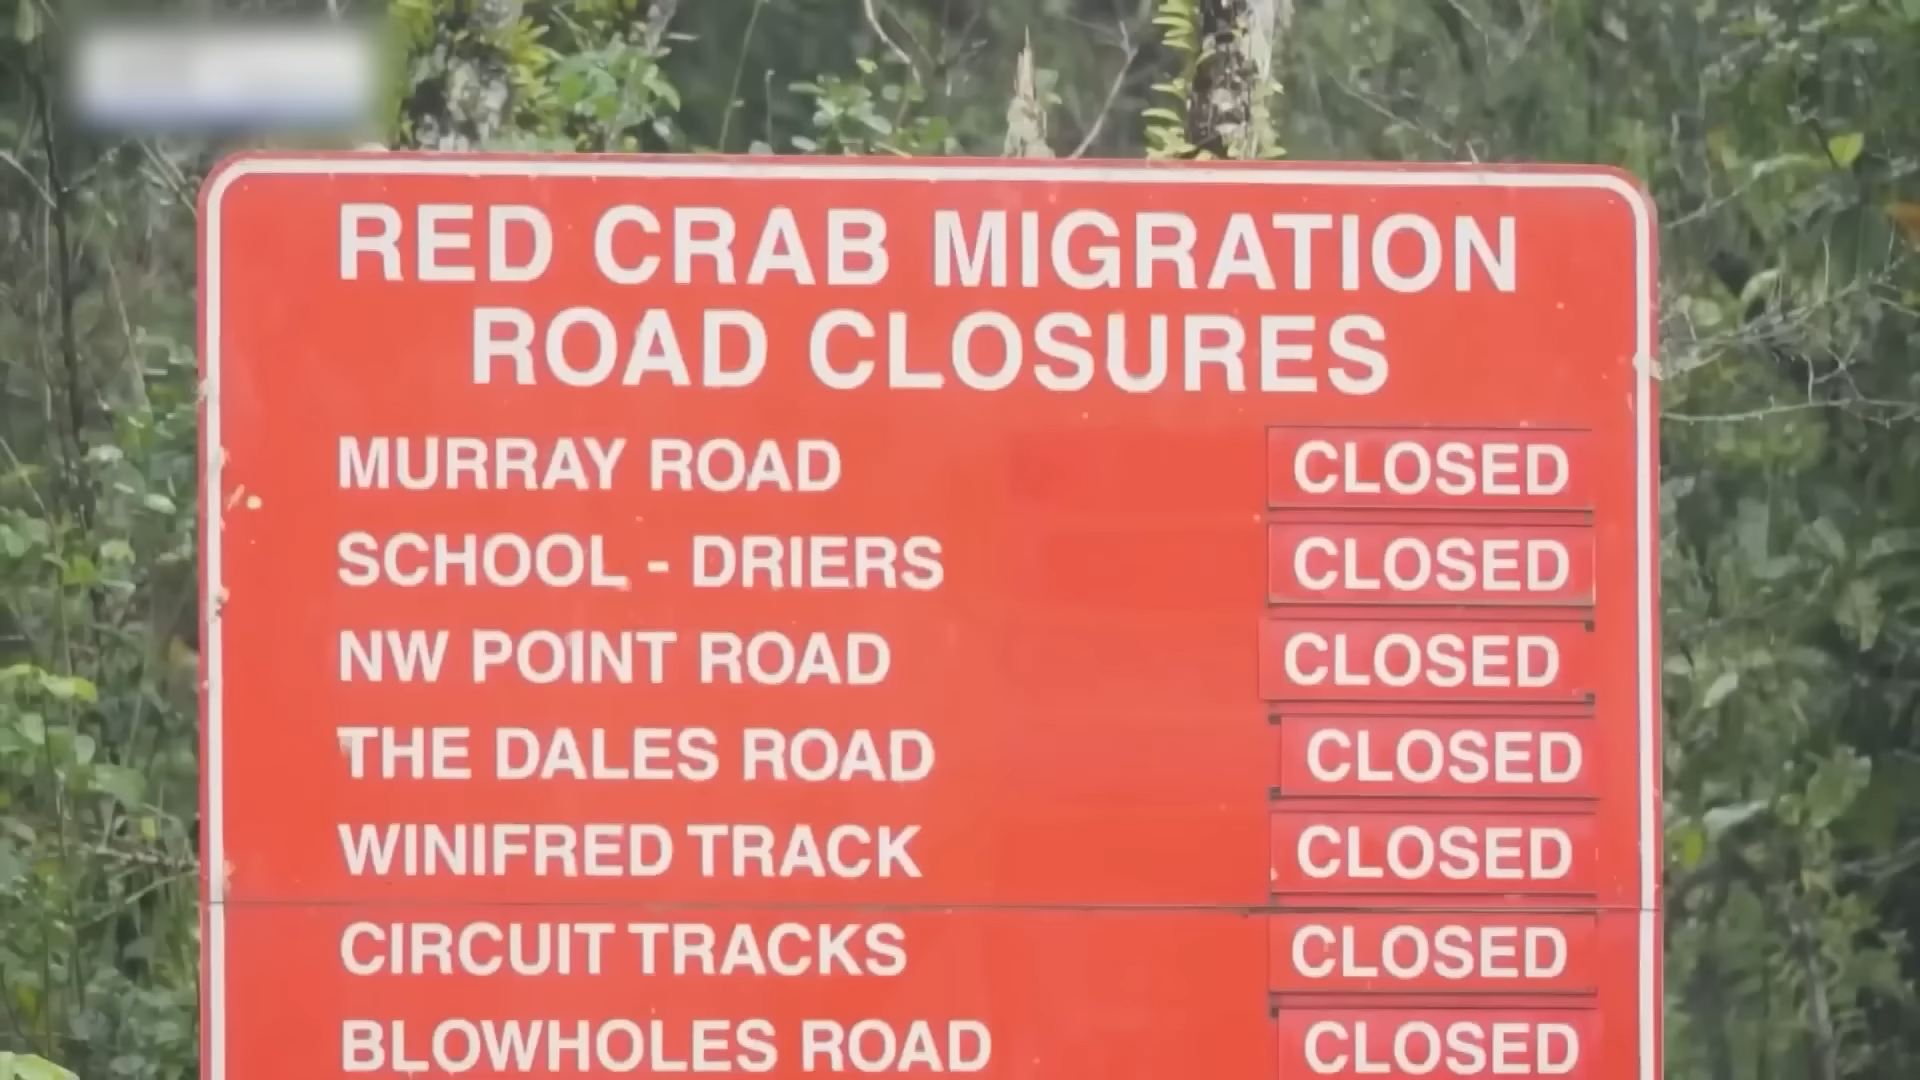 RED CRAB MIGRATION
ROAD CLOSURES
MURRAY ROAD CLOSED
SCHOOL - DRIERS CLOSED
NW POINT ROAD CLOSED
THE DALES ROAD CLOSED
WINIFRED TRACK CLOSED
CIRCUIT TRACKS CLOSED
BLOWHOLES ROAD CLOSED